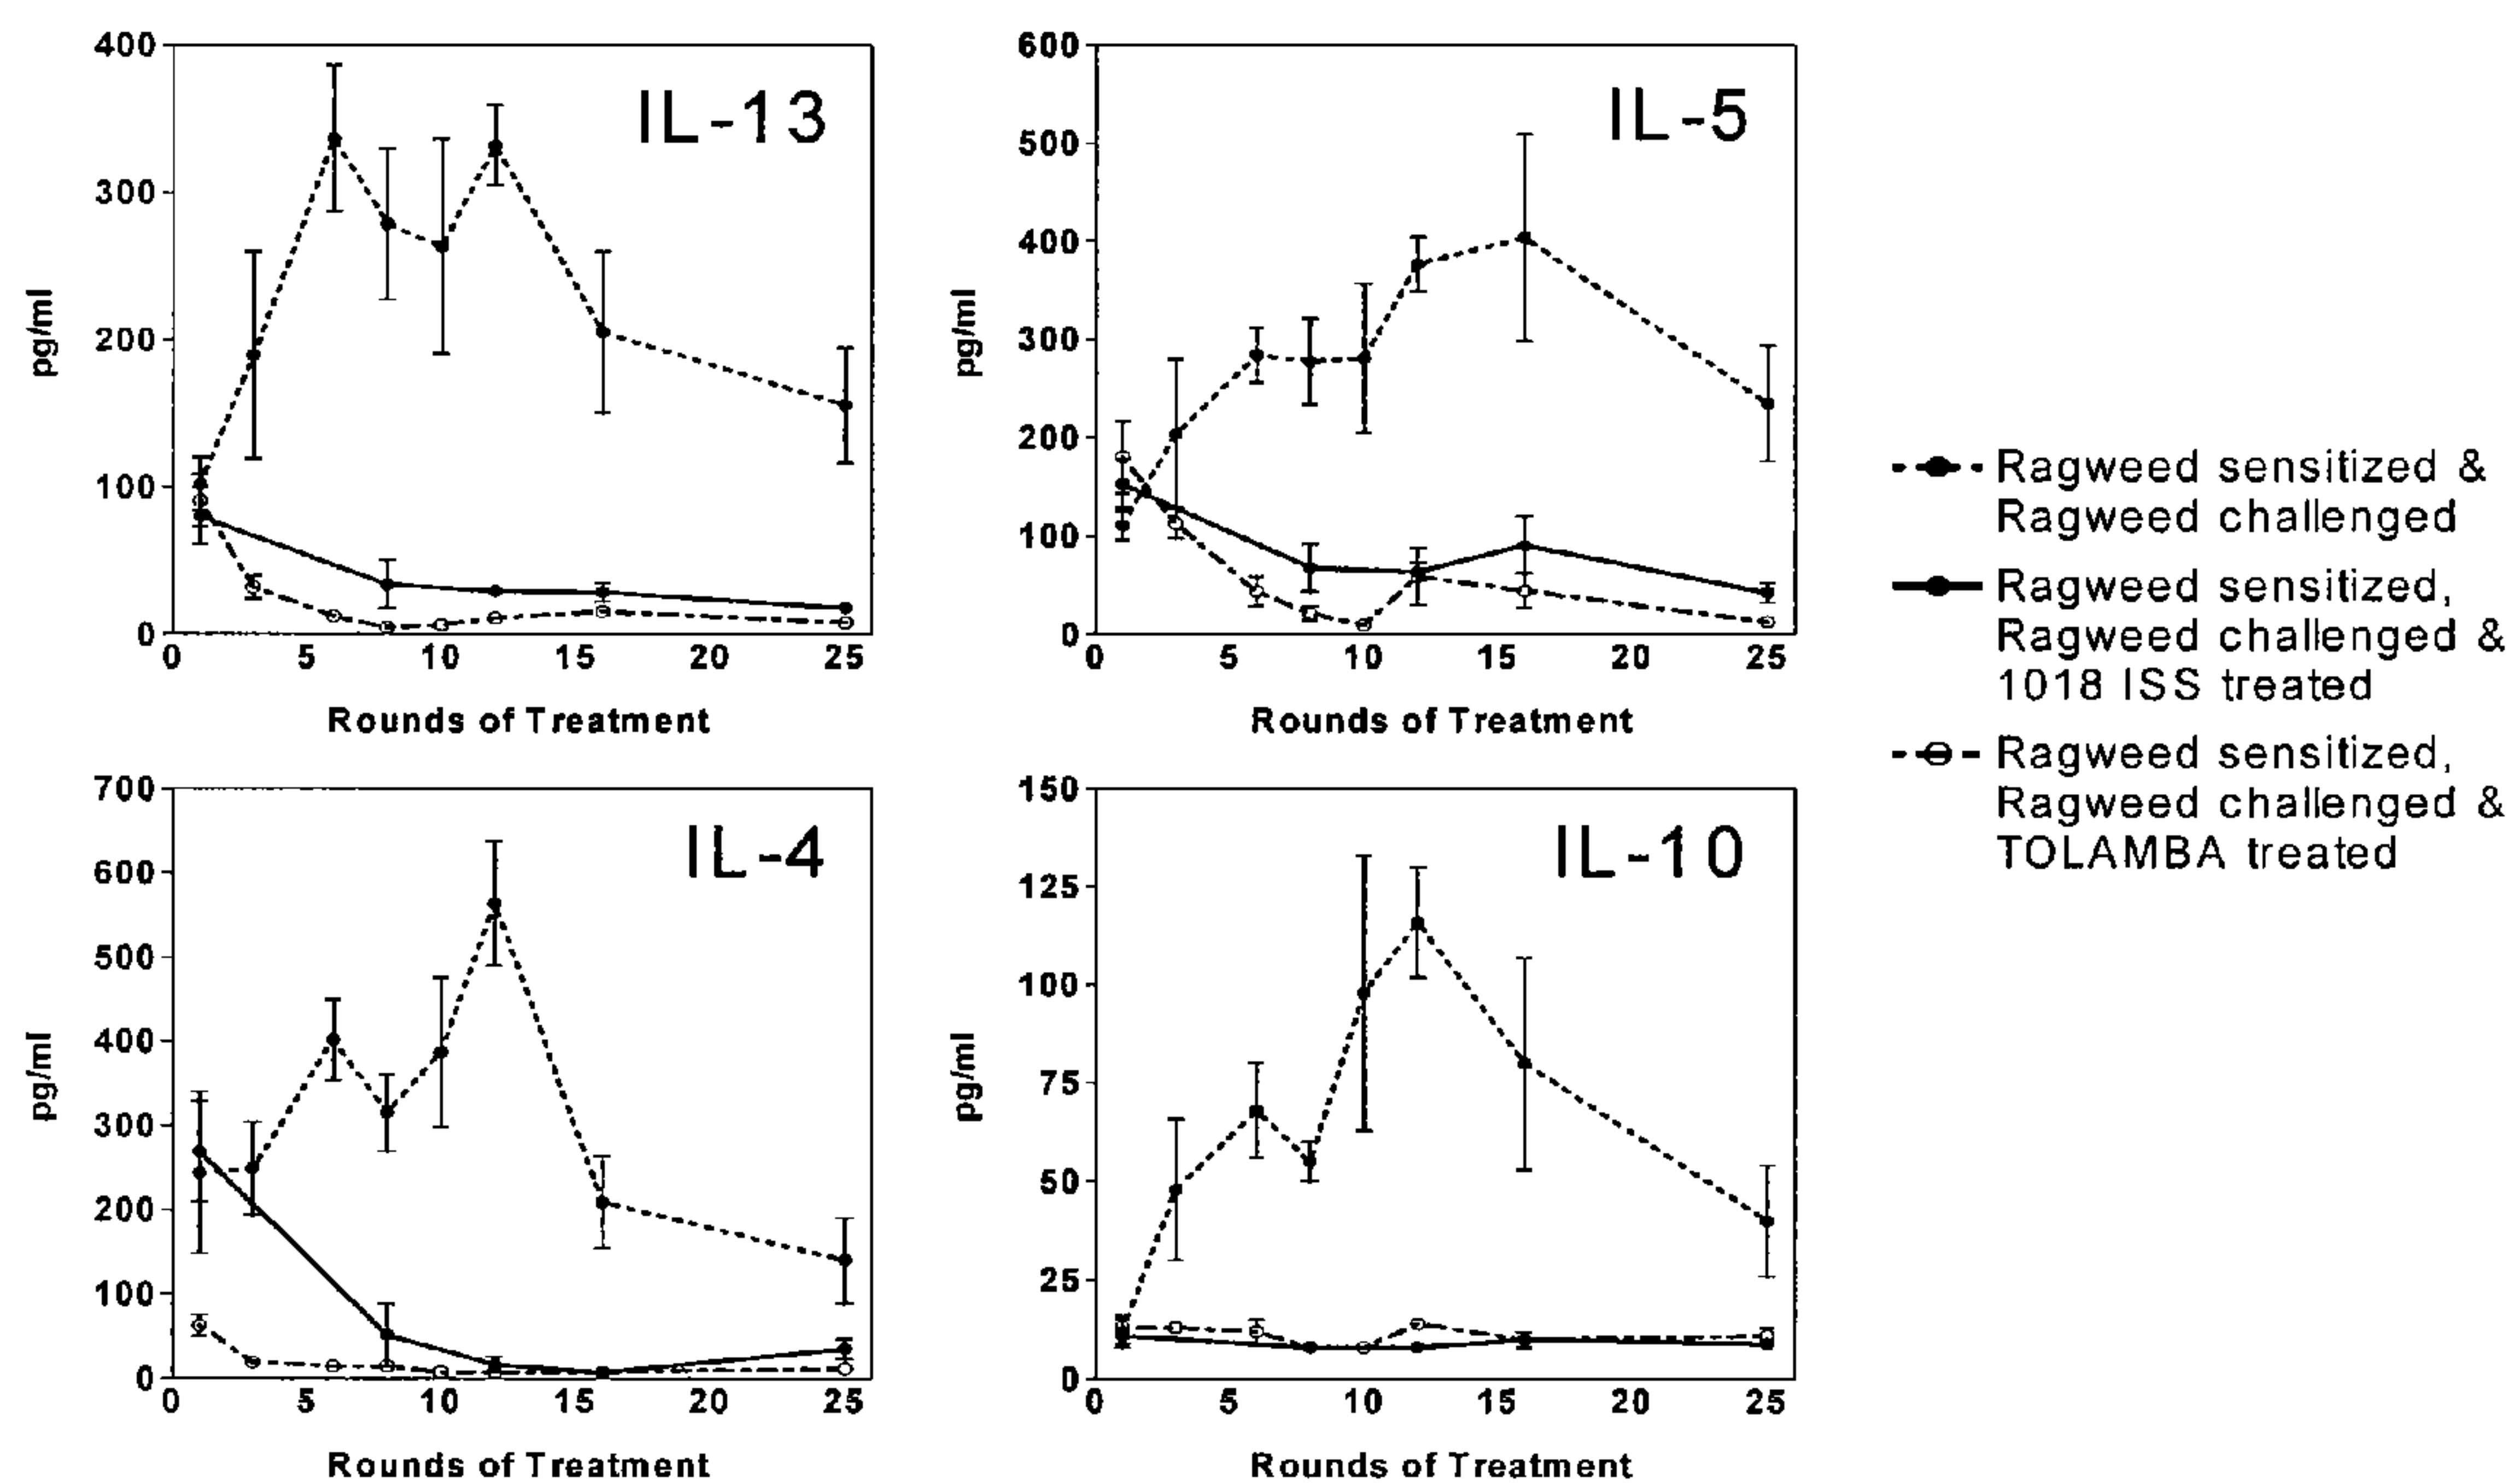 IL-13
400
300
200
100
0
pg/ml
0 5 10 15 20 25
Rounds of Treatment
IL-5
600
500
400
300
200
100
0
pg/ml
0 5 10 15 20 25
Rounds of Treatment
IL-4
700
600
500
400
300
200
100
0
pg/ml
0 5 10 15 20 25
Rounds of Treatment
IL-10
150
125
100
75
50
25
0
pg/ml
0 5 10 15 20 25
Rounds of Treatment
Ragweed sensitized &
Ragweed challenged
Ragweed sensitized,
Ragweed challenged &
1018 ISS treated
Ragweed sensitized,
Ragweed challenged &
TOLAMBA treated